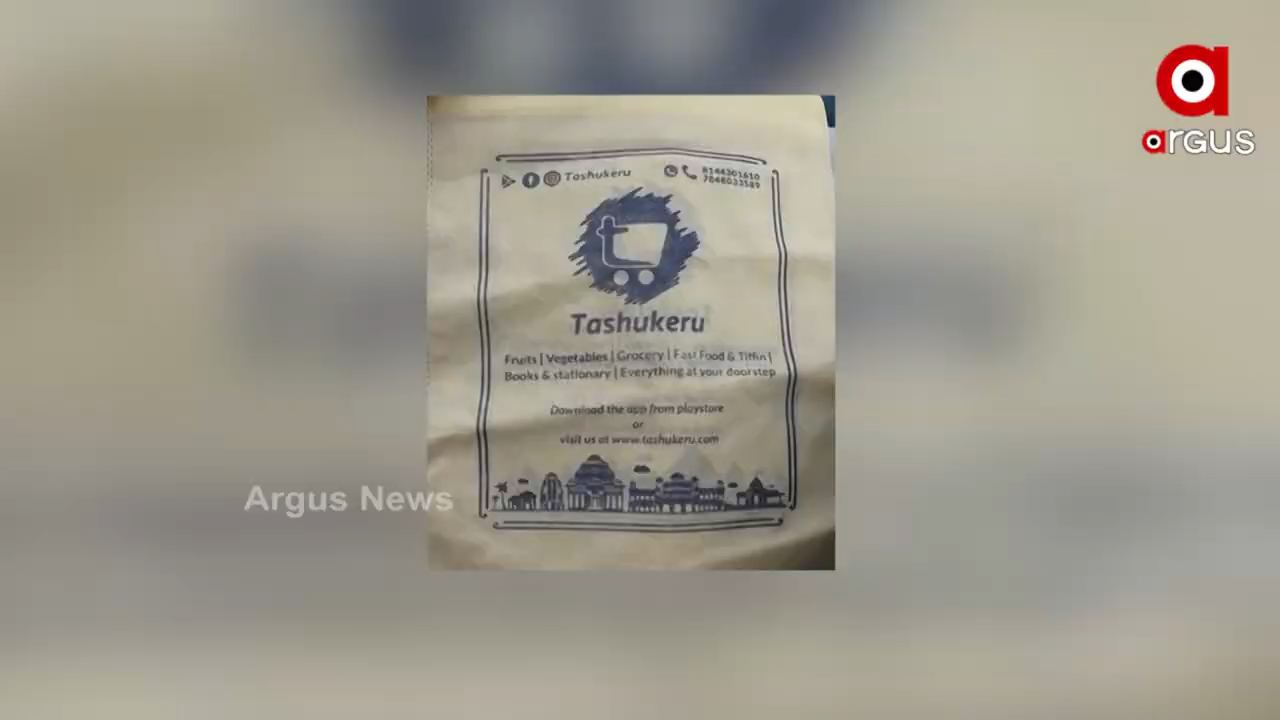 argus
Tashukeru
8144301610
7848033589
Tashukeru
Fruits | Vegetables | Grocery | Fast Food & Tiffin |
Books & stationary | Everything at your doorstep
Download the app from playstore
or
visit us at www.tashukeru.com
Argus News